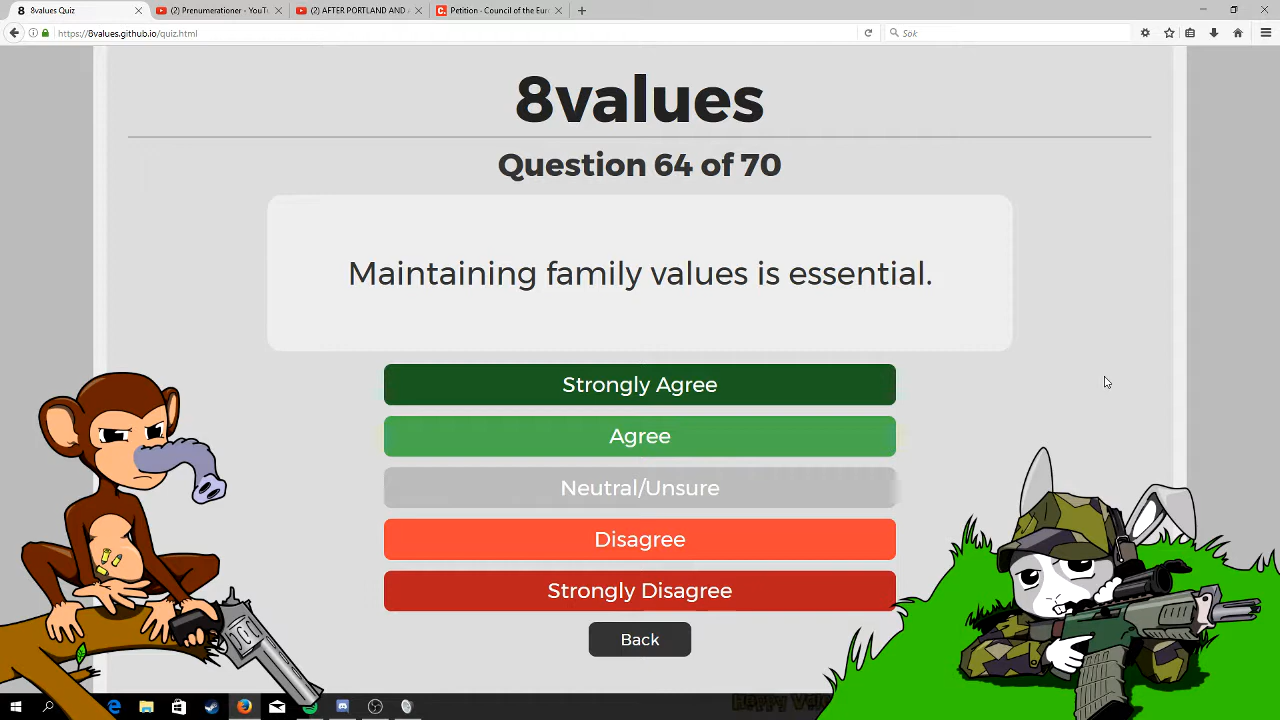 8values Quiz
(2) Prenumerationer - YouTu
(2) AFTER PORTLAND AND
Petition - Council of the Eur
https://8values.github.io/quiz.html
Sok
8values
Question 64 of 70
Maintaining family values is essential.
Strongly Agree
Agree
Neutral/Unsure
Disagree
Strongly Disagree
Back